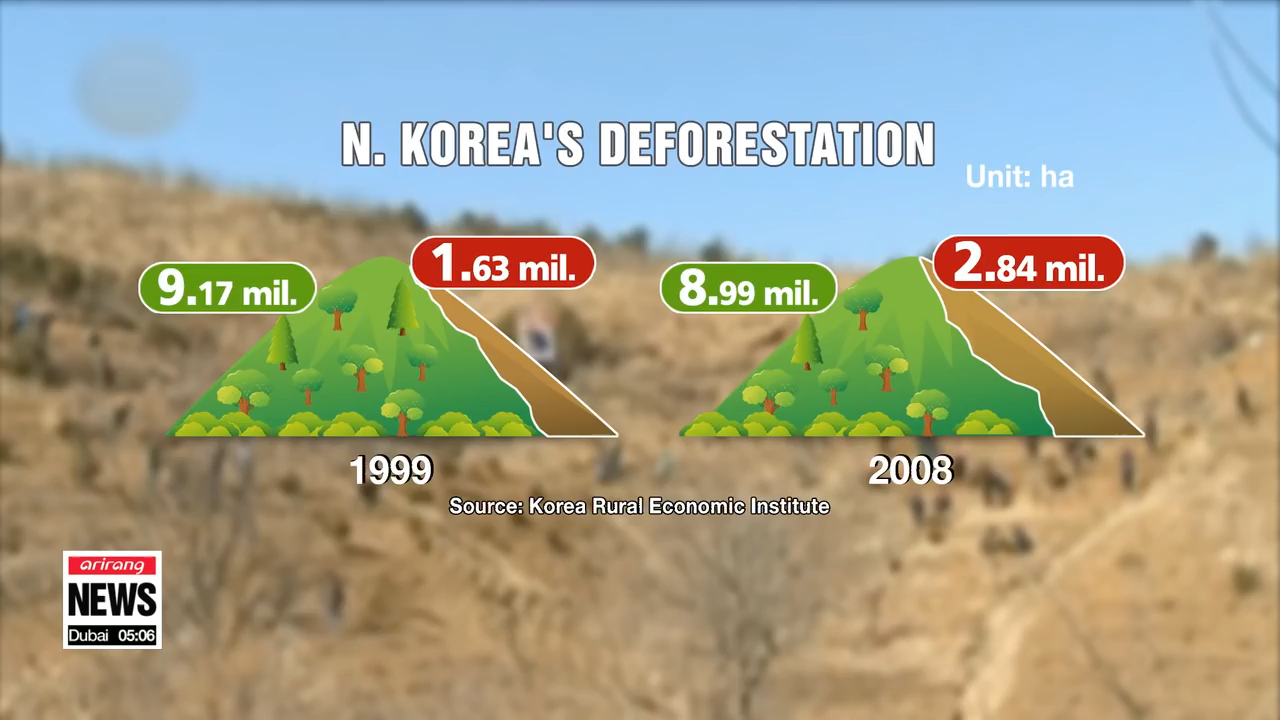 N. KOREA'S DEFORESTATION
Unit: ha
9.17 mil.
1.63 mil.
8.99 mil.
2.84 mil.
1999
2008
Source: Korea Rural Economic Institute
arirang
NEWS
Dubai 05:06